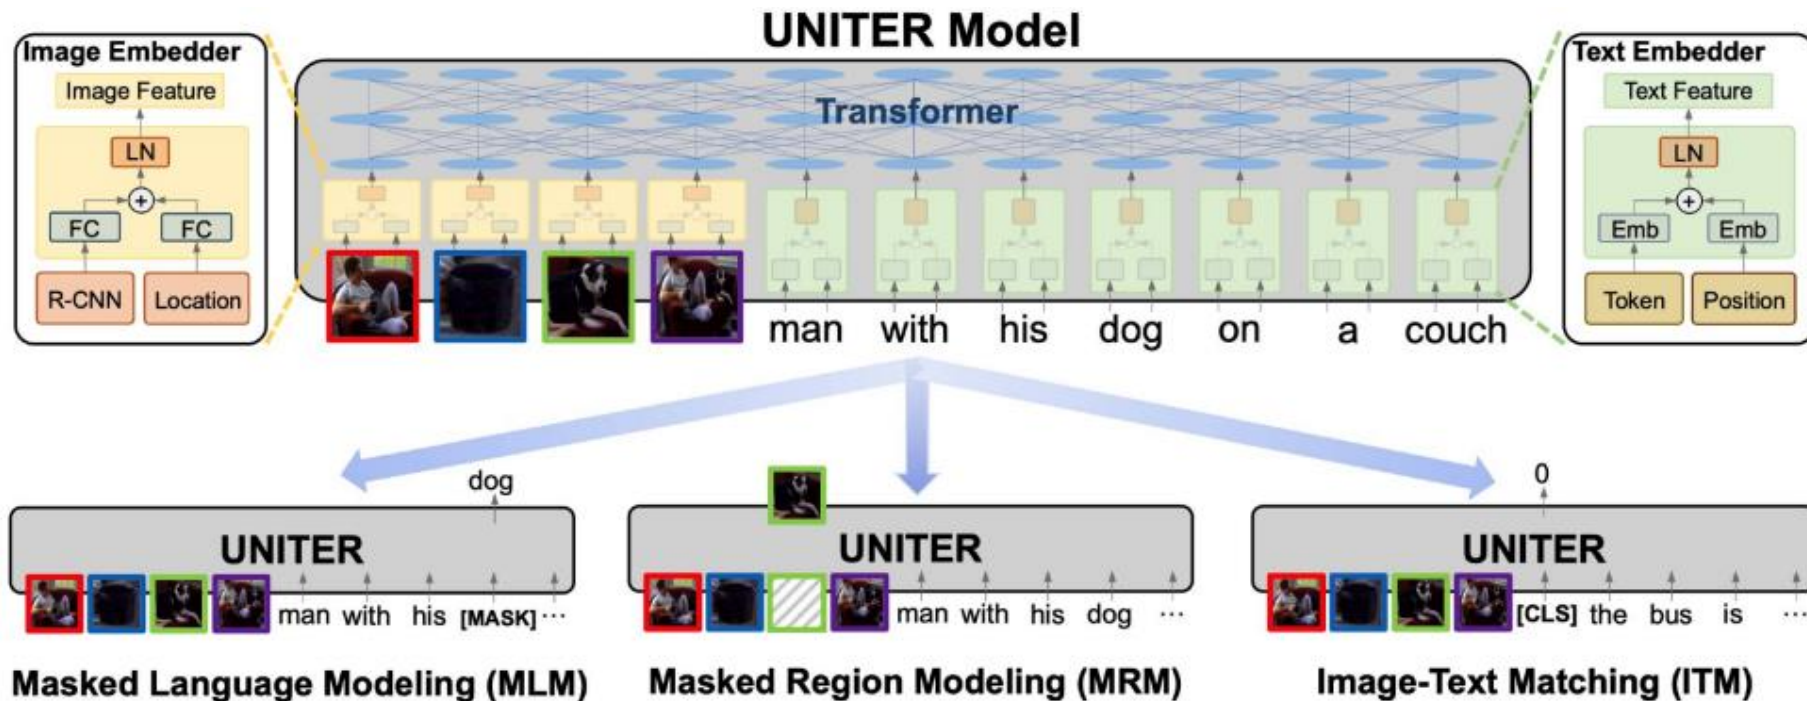 UNITER Model
Image Embedder
Image Feature
LN
+
FC
FC
R-CNN
Location
Transformer
man with his dog on a couch
Text Embedder
Text Feature
LN
+
Emb
Emb
Token
Position
dog
UNITER
man with his [MASK] ...
Masked Language Modeling (MLM)
UNITER
man with his dog ...
Masked Region Modeling (MRM)
0
UNITER
[CLS] the bus is ...
Image-Text Matching (ITM)